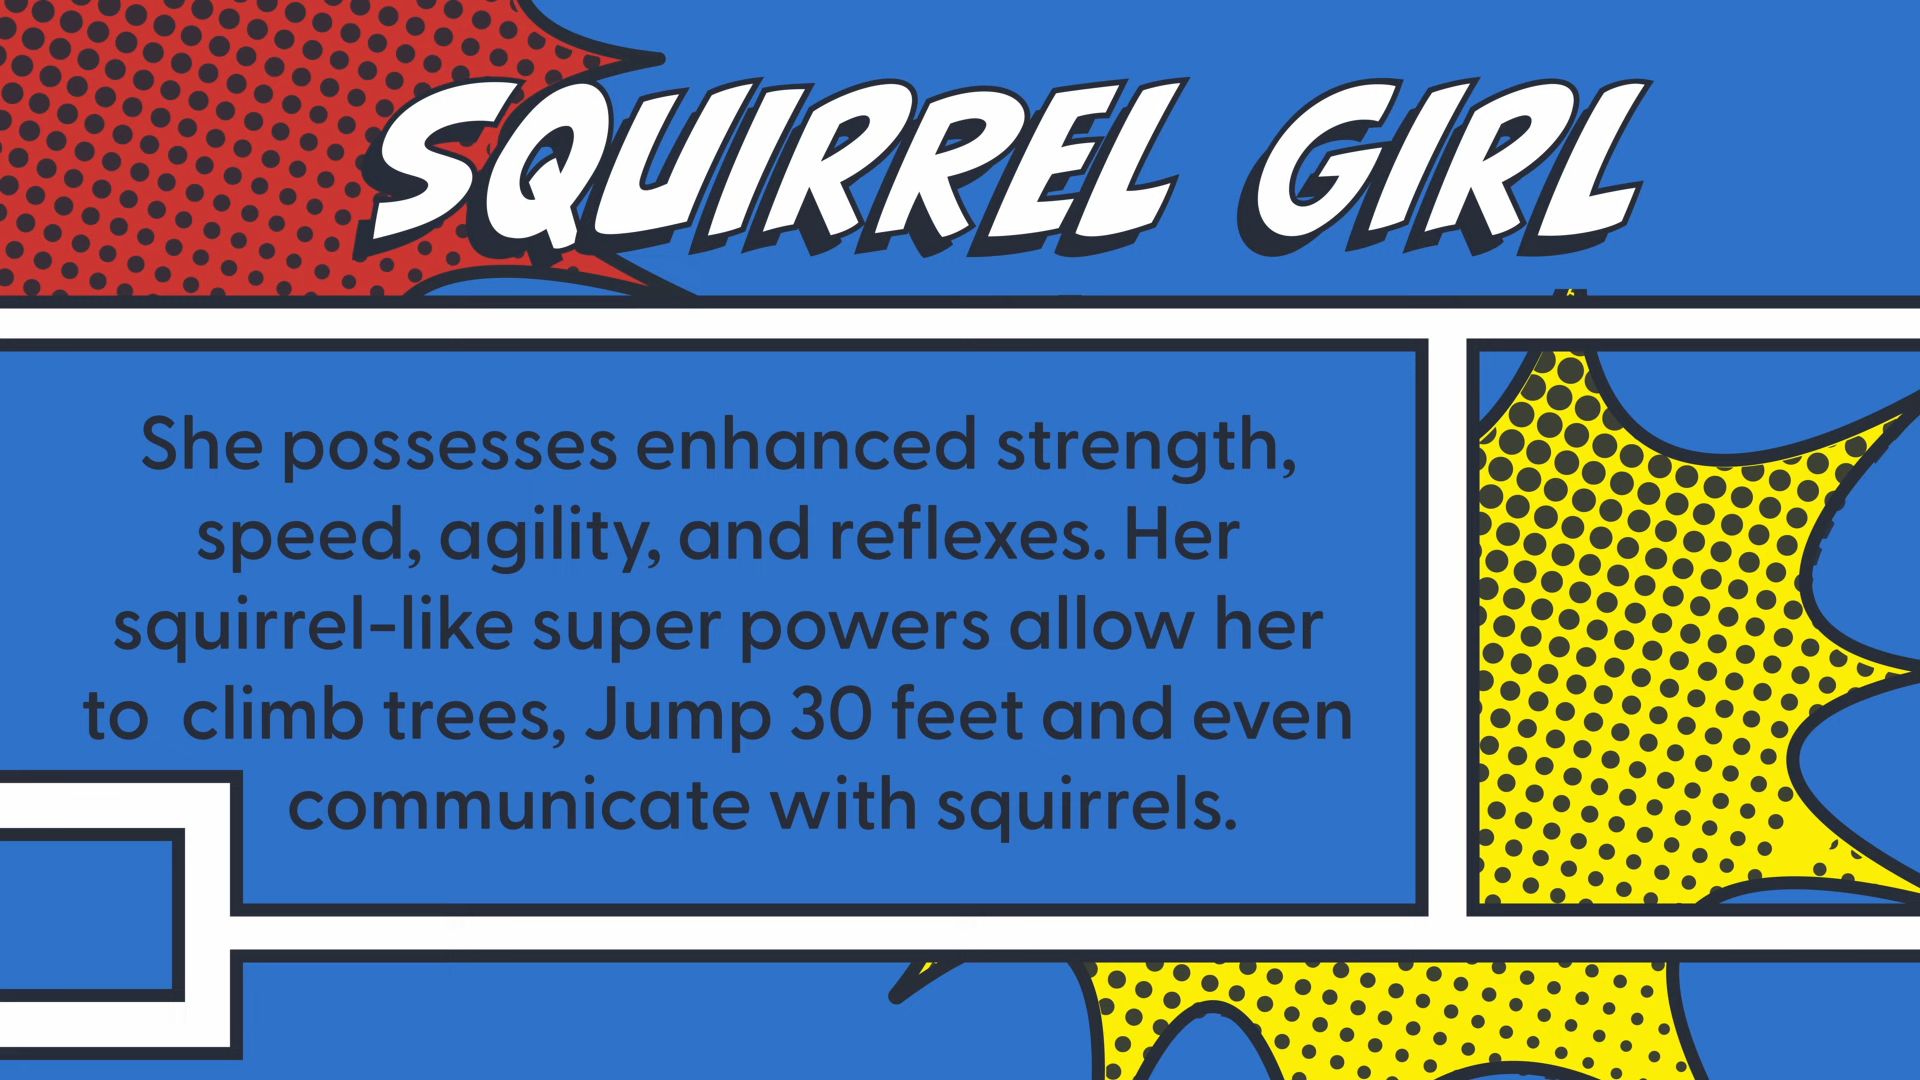 SQUIRREL GIRL
She possesses enhanced strength,
speed, agility, and reflexes. Her
squirrel-like super powers allow her
to  climb trees, Jump 30 feet and even
communicate with squirrels.